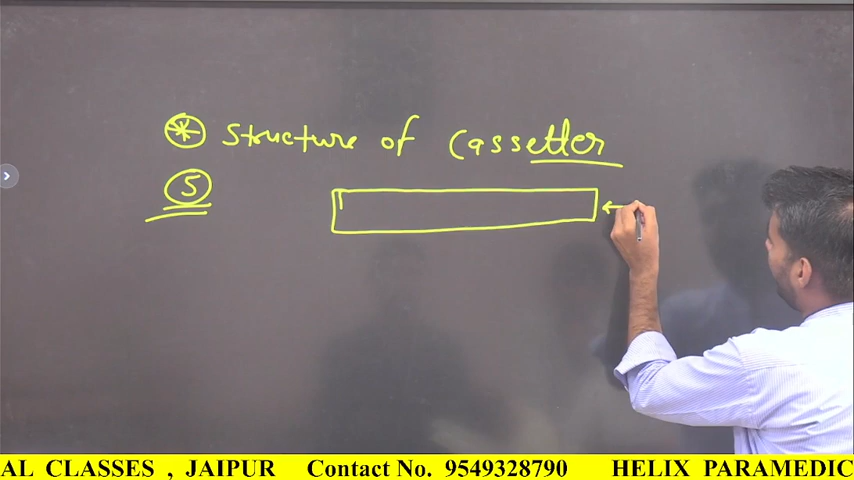 * Structure of Cassetter
5
AL CLASSES , JAIPUR Contact No. 9549328790 HELIX PARAMEDIC